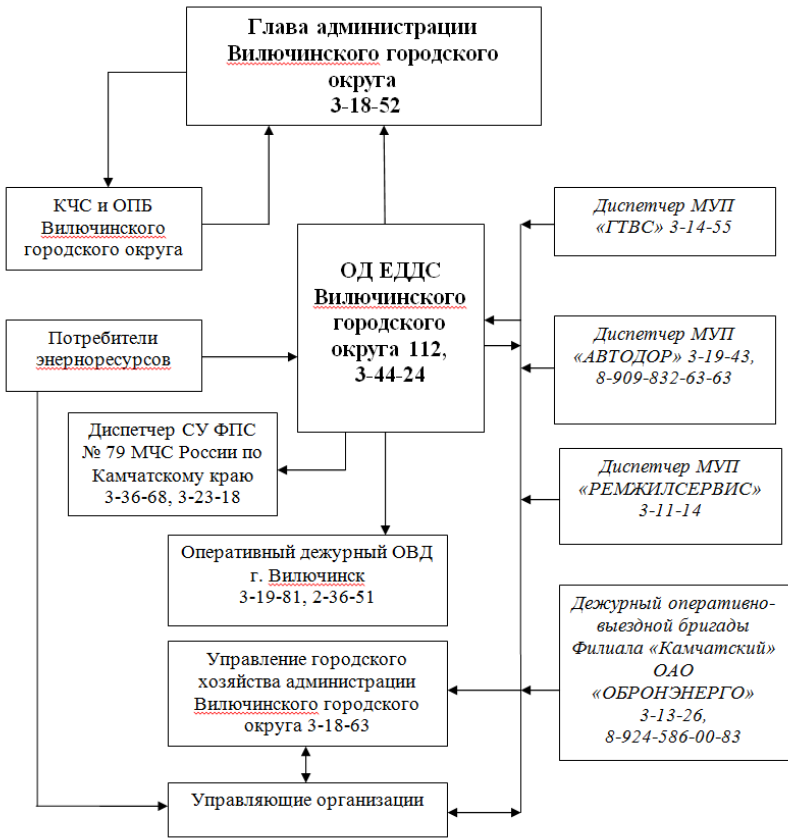 Глава администрации
Вилючинского городского
округа
3-18-52
КЧС и ОПБ
Вилючинского
городского округа
Диспетчер МУП
«ГТВС» 3-14-55
ОД ЕДДС
Вилючинского
городского
округа 112,
3-44-24
Потребители
энерноресурсов
Диспетчер МУП
«АВТОДОР» 3-19-43,
8-909-832-63-63
Диспетчер СУ ФПС
№ 79 МЧС России по
Камчатскому краю
3-36-68, 3-23-18
Диспетчер МУП
«РЕМЖИЛСЕРВИС»
3-11-14
Оперативный дежурный ОВД
г. Вилючинск
3-19-81, 2-36-51
Дежурный оперативно-
выездной бригады
Филиала «Камчатский»
ОАО
«ОБРОНЭНЕРГО»
3-13-26,
8-924-586-00-83
Управление городского
хозяйства администрации
Вилючинского городского
округа 3-18-63
Управляющие организации